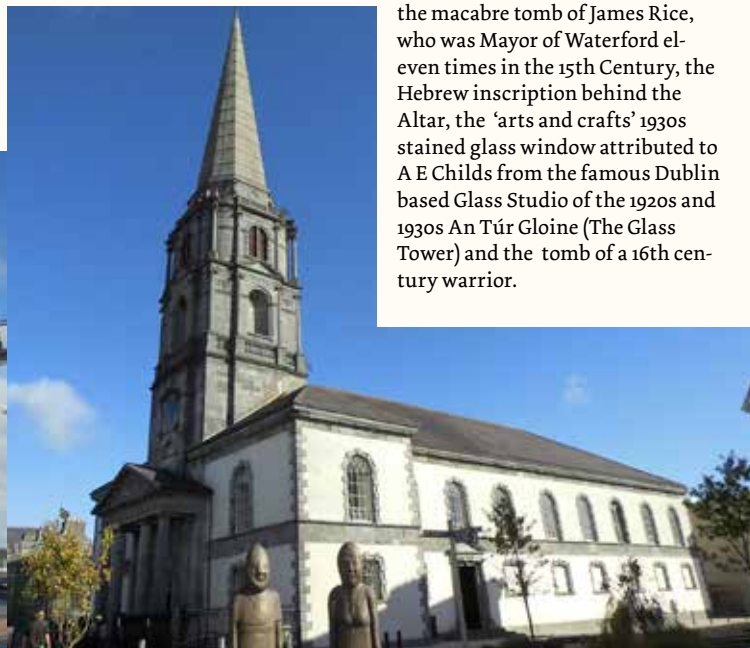 the macabre tomb of James Rice,
who was Mayor of Waterford el-
even times in the 15th Century, the
Hebrew inscription behind the
Altar, the ‘arts and crafts’ 1930s
stained glass window attributed to
A E Childs from the famous Dublin
based Glass Studio of the 1920s and
1930s An Túr Gloine (The Glass
Tower) and the tomb of a 16th cen-
tury warrior.